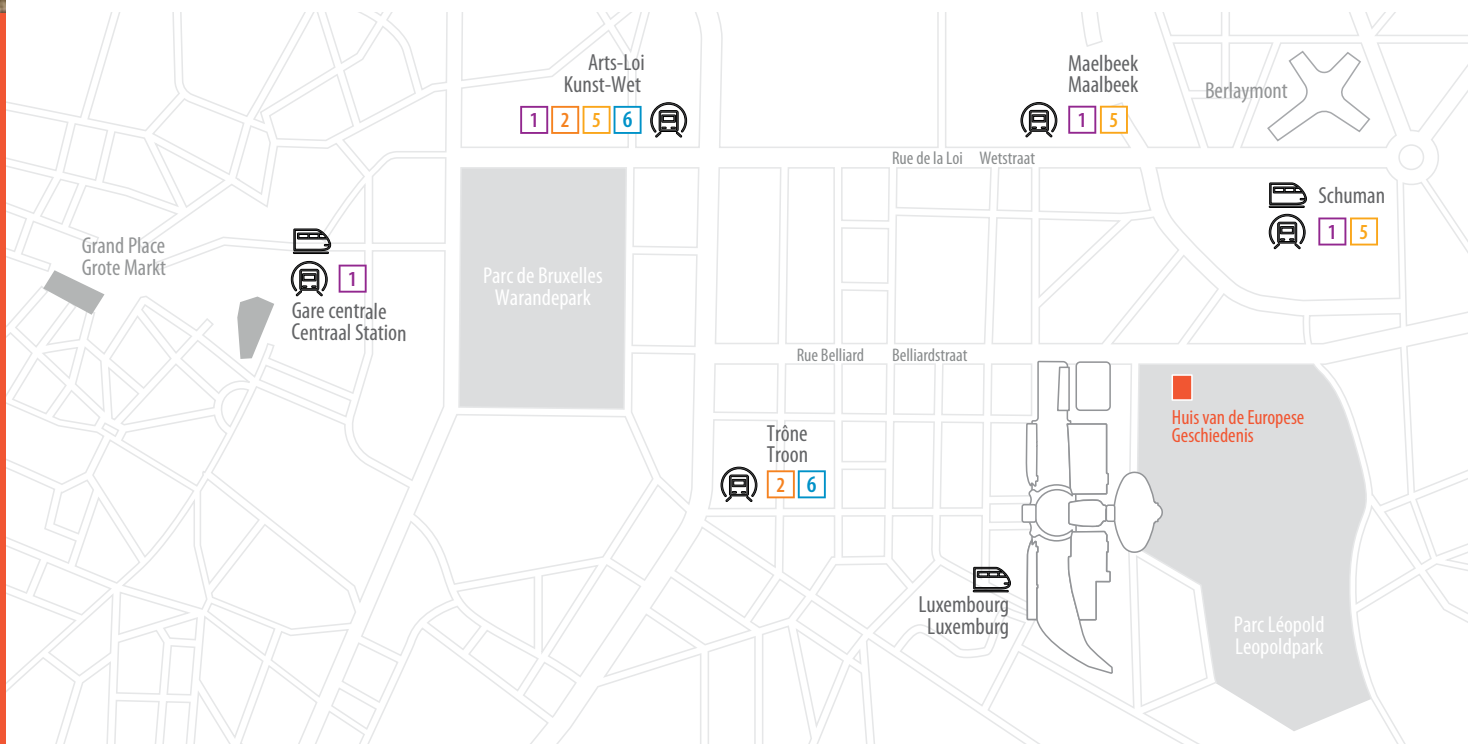 Arts-Loi
Kunst-Wet
1 2 5 6
Maelbeek
Maalbeek
1 5
Berlaymont
Rue de la Loi Wetstraat
Schuman
1 5
Grand Place
Grote Markt
1
Gare centrale
Centraal Station
Parc de Bruxelles
Warandepark
Rue Belliard Belliardstraat
Huis van de Europese
Geschiedenis
Trône
Troon
2 6
Luxembourg
Luxemburg
Parc Léopold
Leopoldpark